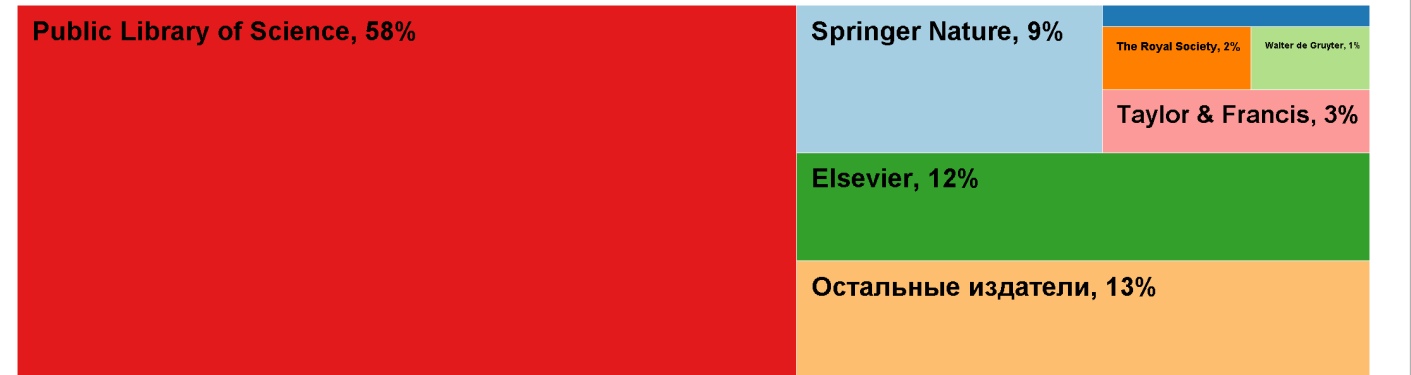 Public Library of Science, 58%
Springer Nature, 9%
The Royal Society, 2%
Walter de Gruyter, 1%
Taylor & Francis, 3%
Elsevier, 12%
Остальные издатели, 13%